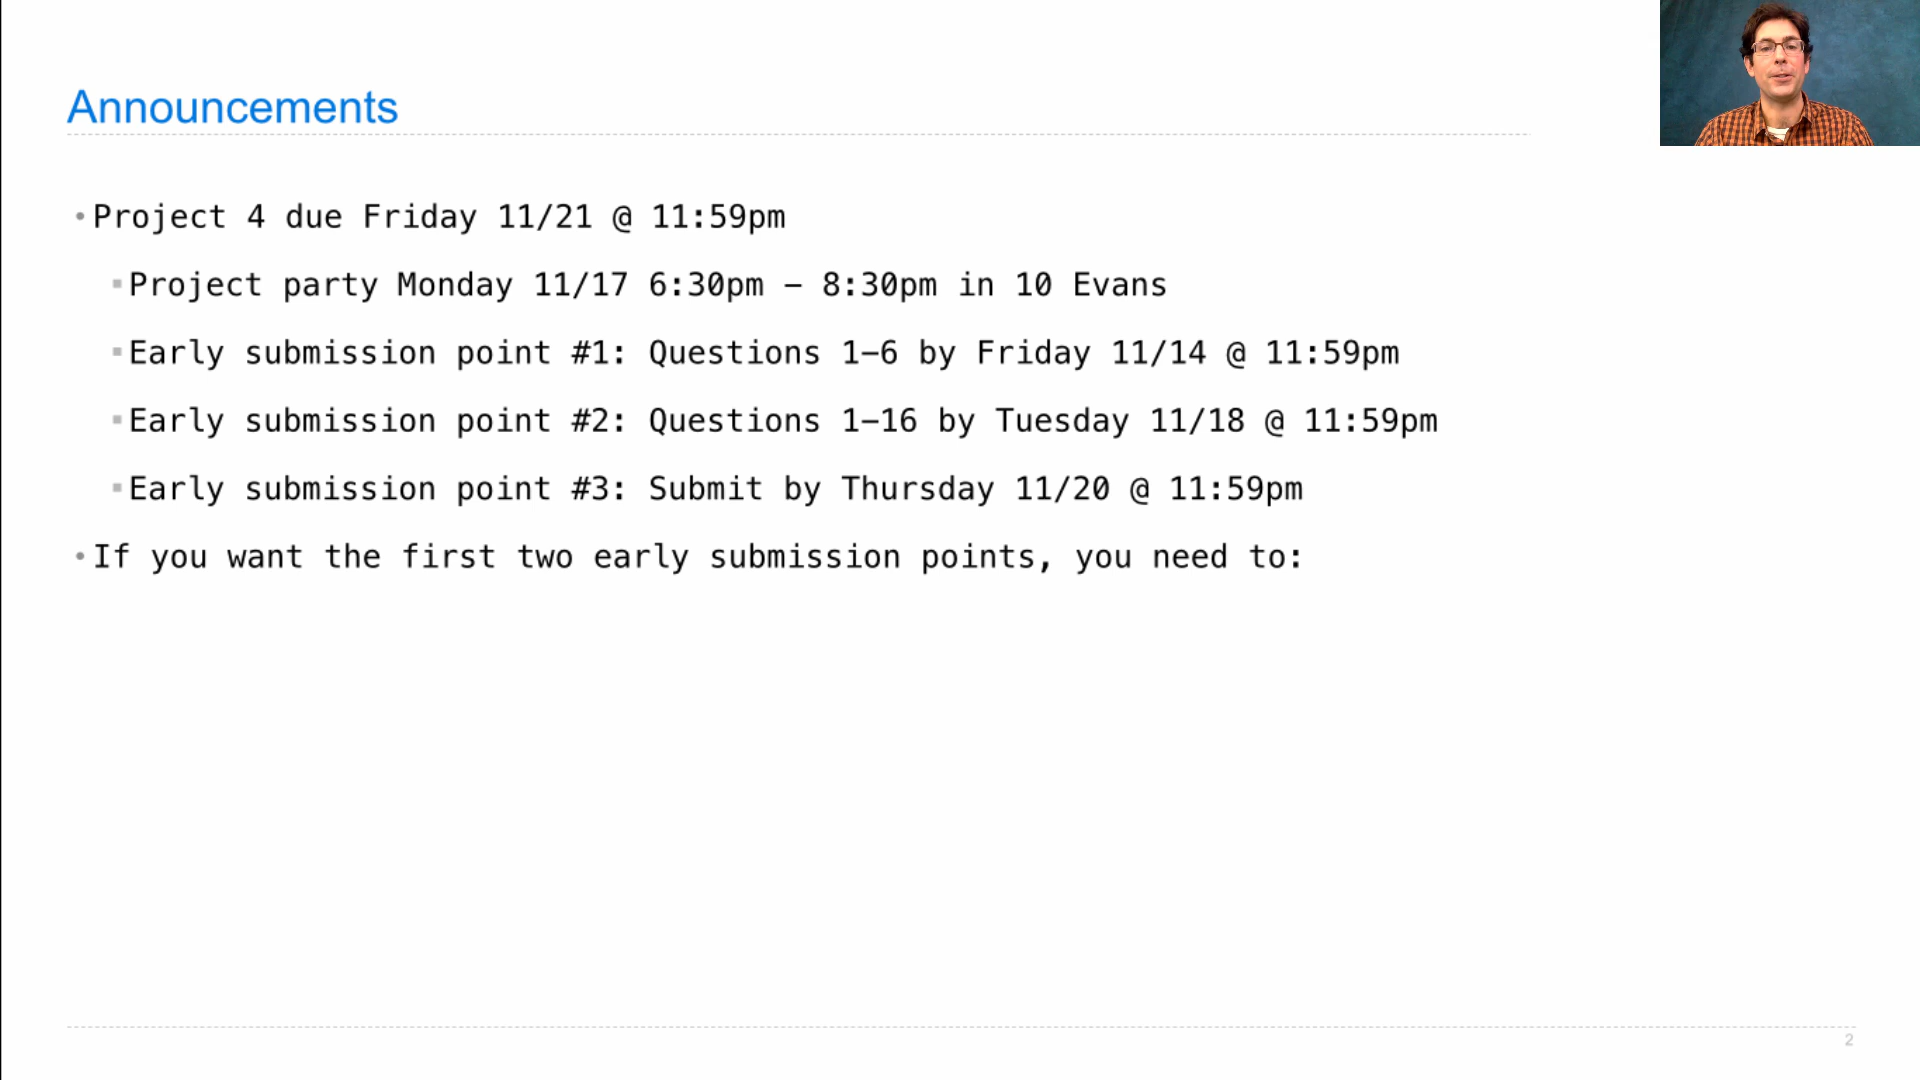 Announcements
Project 4 due Friday 11/21 @ 11:59pm
Project party Monday 11/17 6:30pm – 8:30pm in 10 Evans
Early submission point #1: Questions 1–6 by Friday 11/14 @ 11:59pm
Early submission point #2: Questions 1–16 by Tuesday 11/18 @ 11:59pm
Early submission point #3: Submit by Thursday 11/20 @ 11:59pm
If you want the first two early submission points, you need to:
2